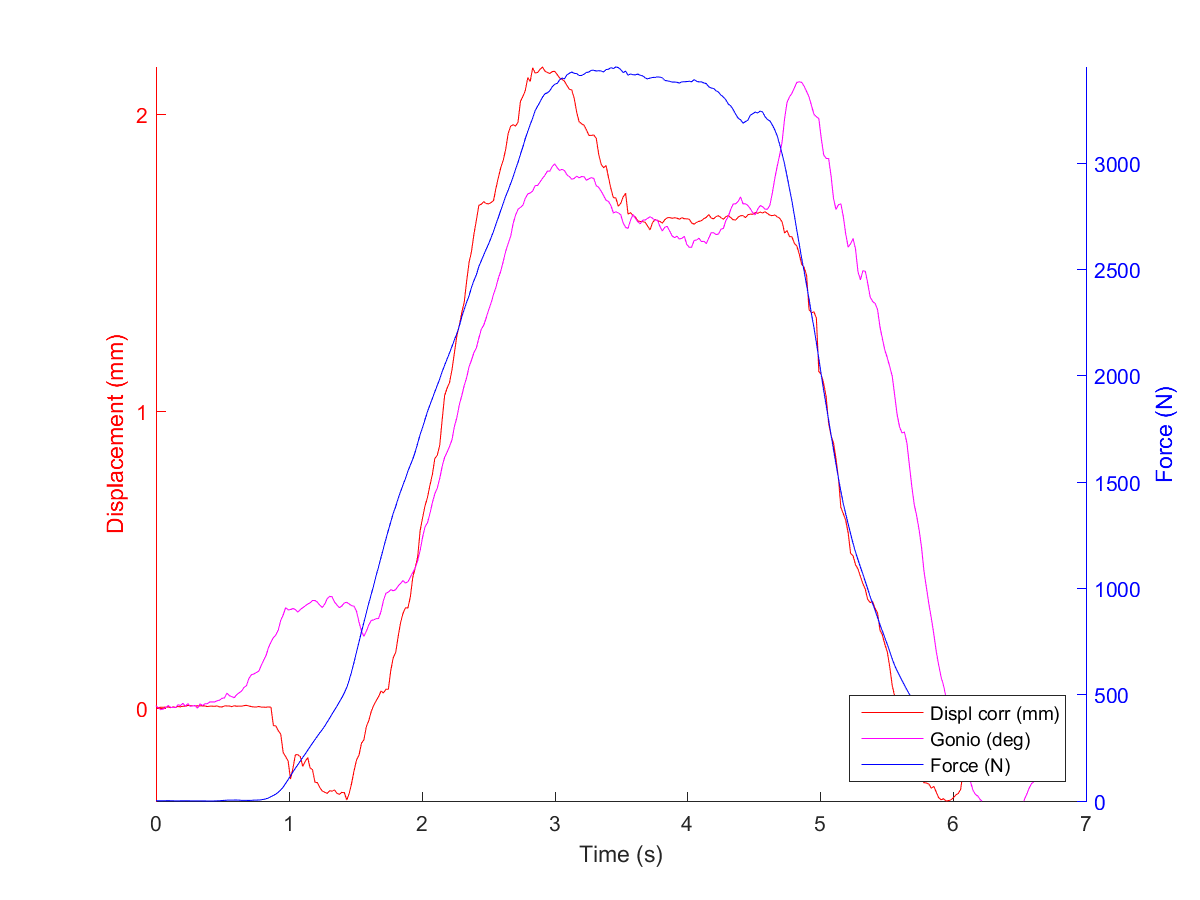 2
1
0
Displacement (mm)
3000
2500
2000
1500
1000
500
0
Force (N)
Displ corr (mm)
Gonio (deg)
Force (N)
0 1 2 3 4 5 6 7
Time (s)